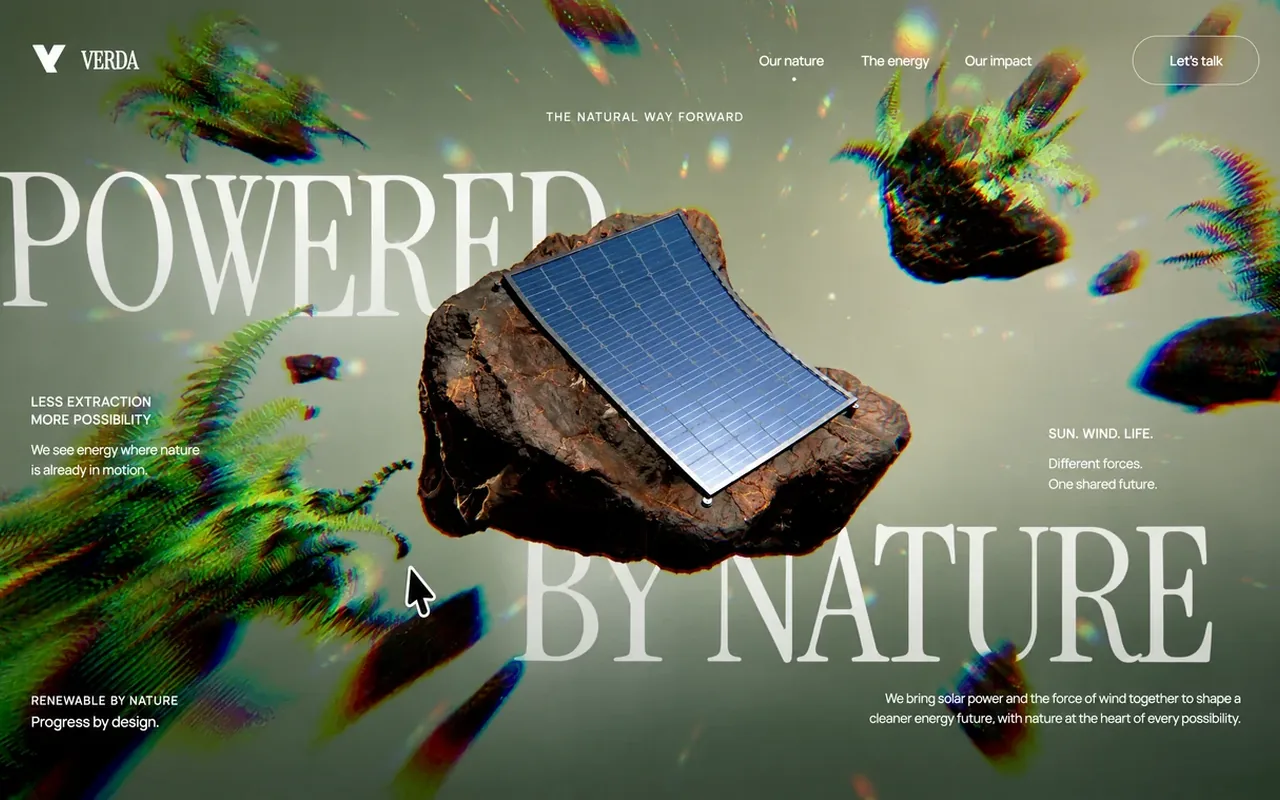 VERDA
Our nature
The energy
Our impact
Let's talk
THE NATURAL WAY FORWARD
POWERED
LESS EXTRACTION
MORE POSSIBILITY
We see energy where nature
is already in motion.
SUN. WIND. LIFE.
Different forces.
One shared future.
BY NATURE
RENEWABLE BY NATURE
Progress by design.
We bring solar power and the force of wind together to shape a
cleaner energy future, with nature at the heart of every possibility.